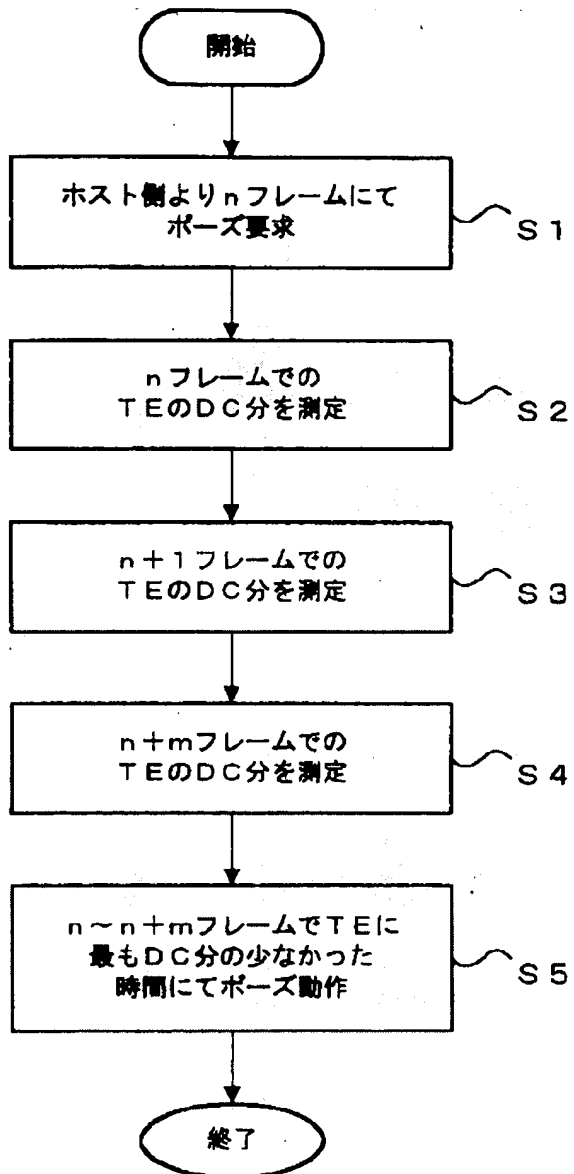 開始
ホスト側よりnフレームにて
ポーズ要求
S1
nフレームでの
TEのDC分を測定
S2
n+1フレームでの
TEのDC分を測定
S3
n+mフレームでの
TEのDC分を測定
S4
n~n+mフレームでTEに
最もDC分の少なかった
時間にてポーズ動作
S5
終了